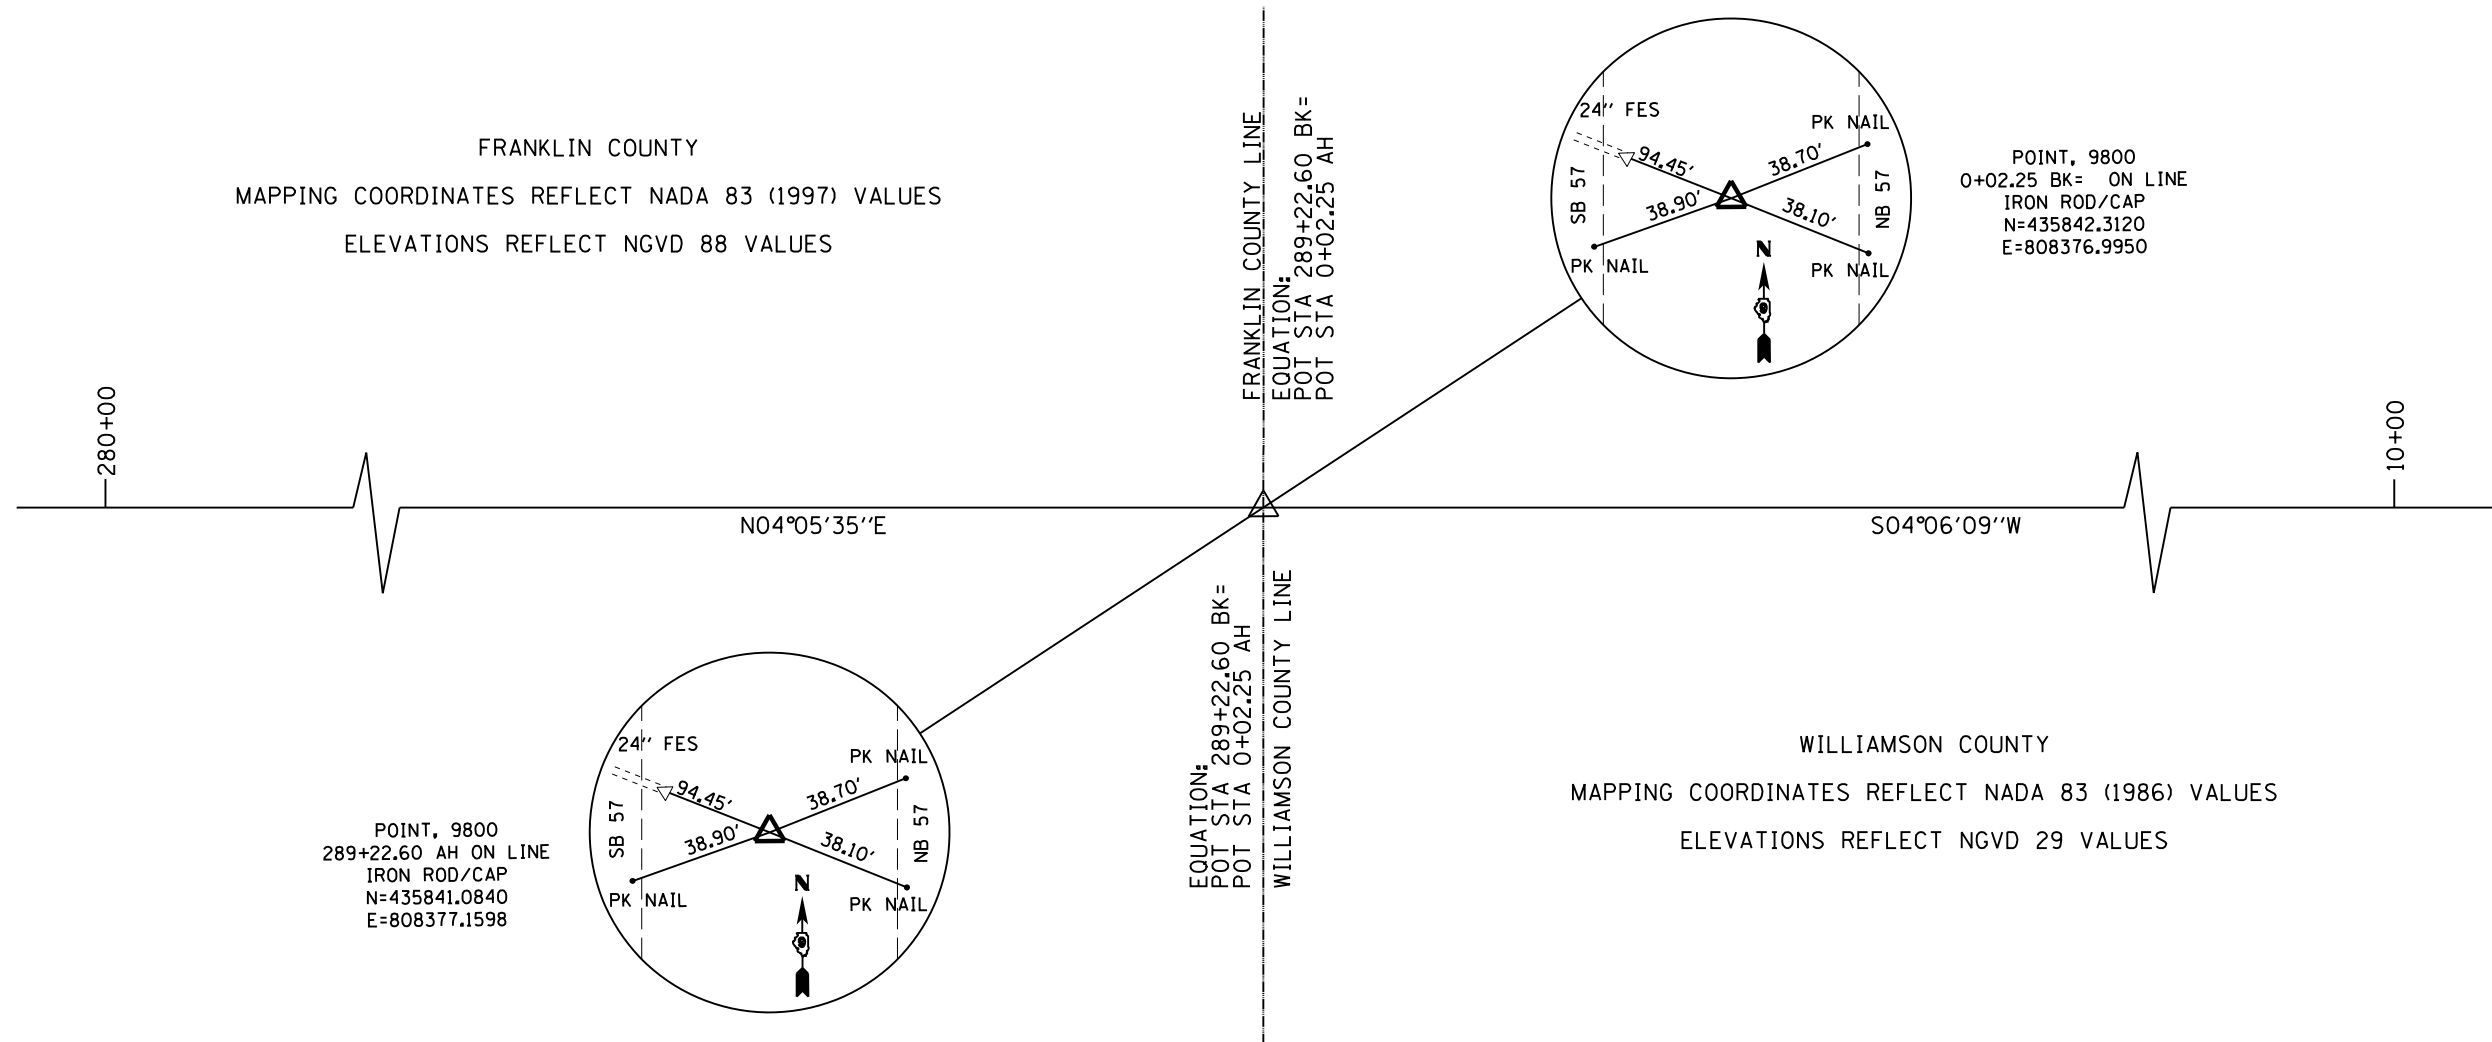 FRANKLIN COUNTY
MAPPING COORDINATES REFLECT NADA 83 (1997) VALUES
ELEVATIONS REFLECT NGVD 88 VALUES
FRANKLIN COUNTY LINE
EQUATION:
POT STA 289+22.60 BK=
POT STA 0+02.25 AH
24'' FES
PK NAIL
94.45'
38.70'
SB 57
NB 57
38.90'
38.10'
PK NAIL
PK NAIL
N
POINT, 9800
0+02.25 BK= ON LINE
IRON ROD/CAP
N=435842.3120
E=808376.9950
280+00
10+00
N04°05'35''E
S04°06'09''W
EQUATION:
POT STA 289+22.60 BK=
POT STA 0+02.25 AH
WILLIAMSON COUNTY LINE
24'' FES
PK NAIL
94.45'
38.70'
SB 57
NB 57
38.90'
38.10'
PK NAIL
PK NAIL
N
POINT, 9800
289+22.60 AH ON LINE
IRON ROD/CAP
N=435841.0840
E=808377.1598
WILLIAMSON COUNTY
MAPPING COORDINATES REFLECT NADA 83 (1986) VALUES
ELEVATIONS REFLECT NGVD 29 VALUES